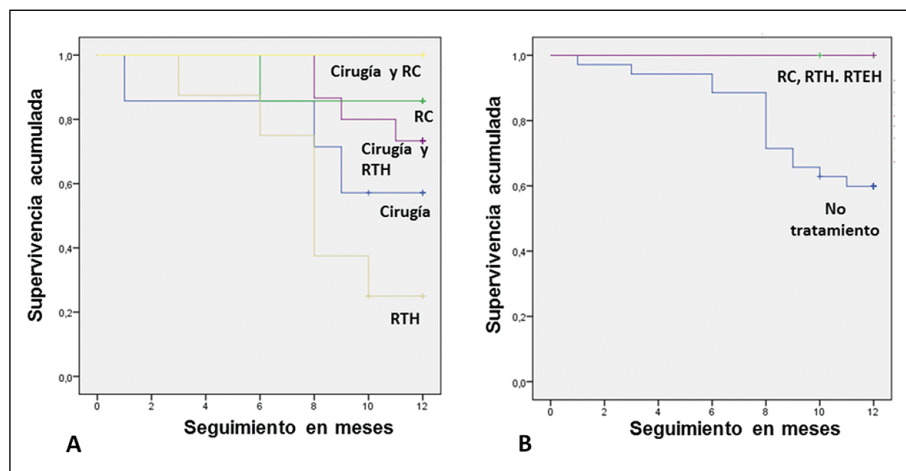 Supervivencia acumulada
1,0
0,8
0,6
0,4
0,2
0,0
Cirugía y RC
RC
Cirugía y
RTH
Cirugía
RTH
0 2 4 6 8 10 12
Seguimiento en meses
A
Supervivencia acumulada
1,0
0,8
0,6
0,4
0,2
0,0
RC, RTH. RTEH
No
tratamiento
0 2 4 6 8 10 12
Seguimiento en meses
B